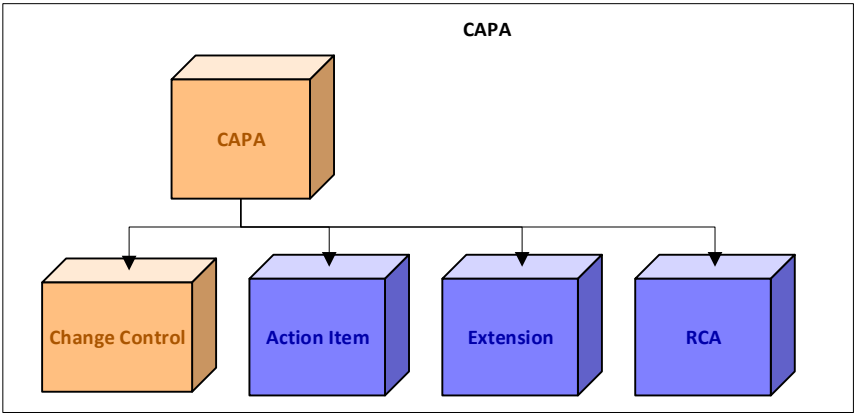 CAPA
CAPA
Change Control
Action Item
Extension
RCA